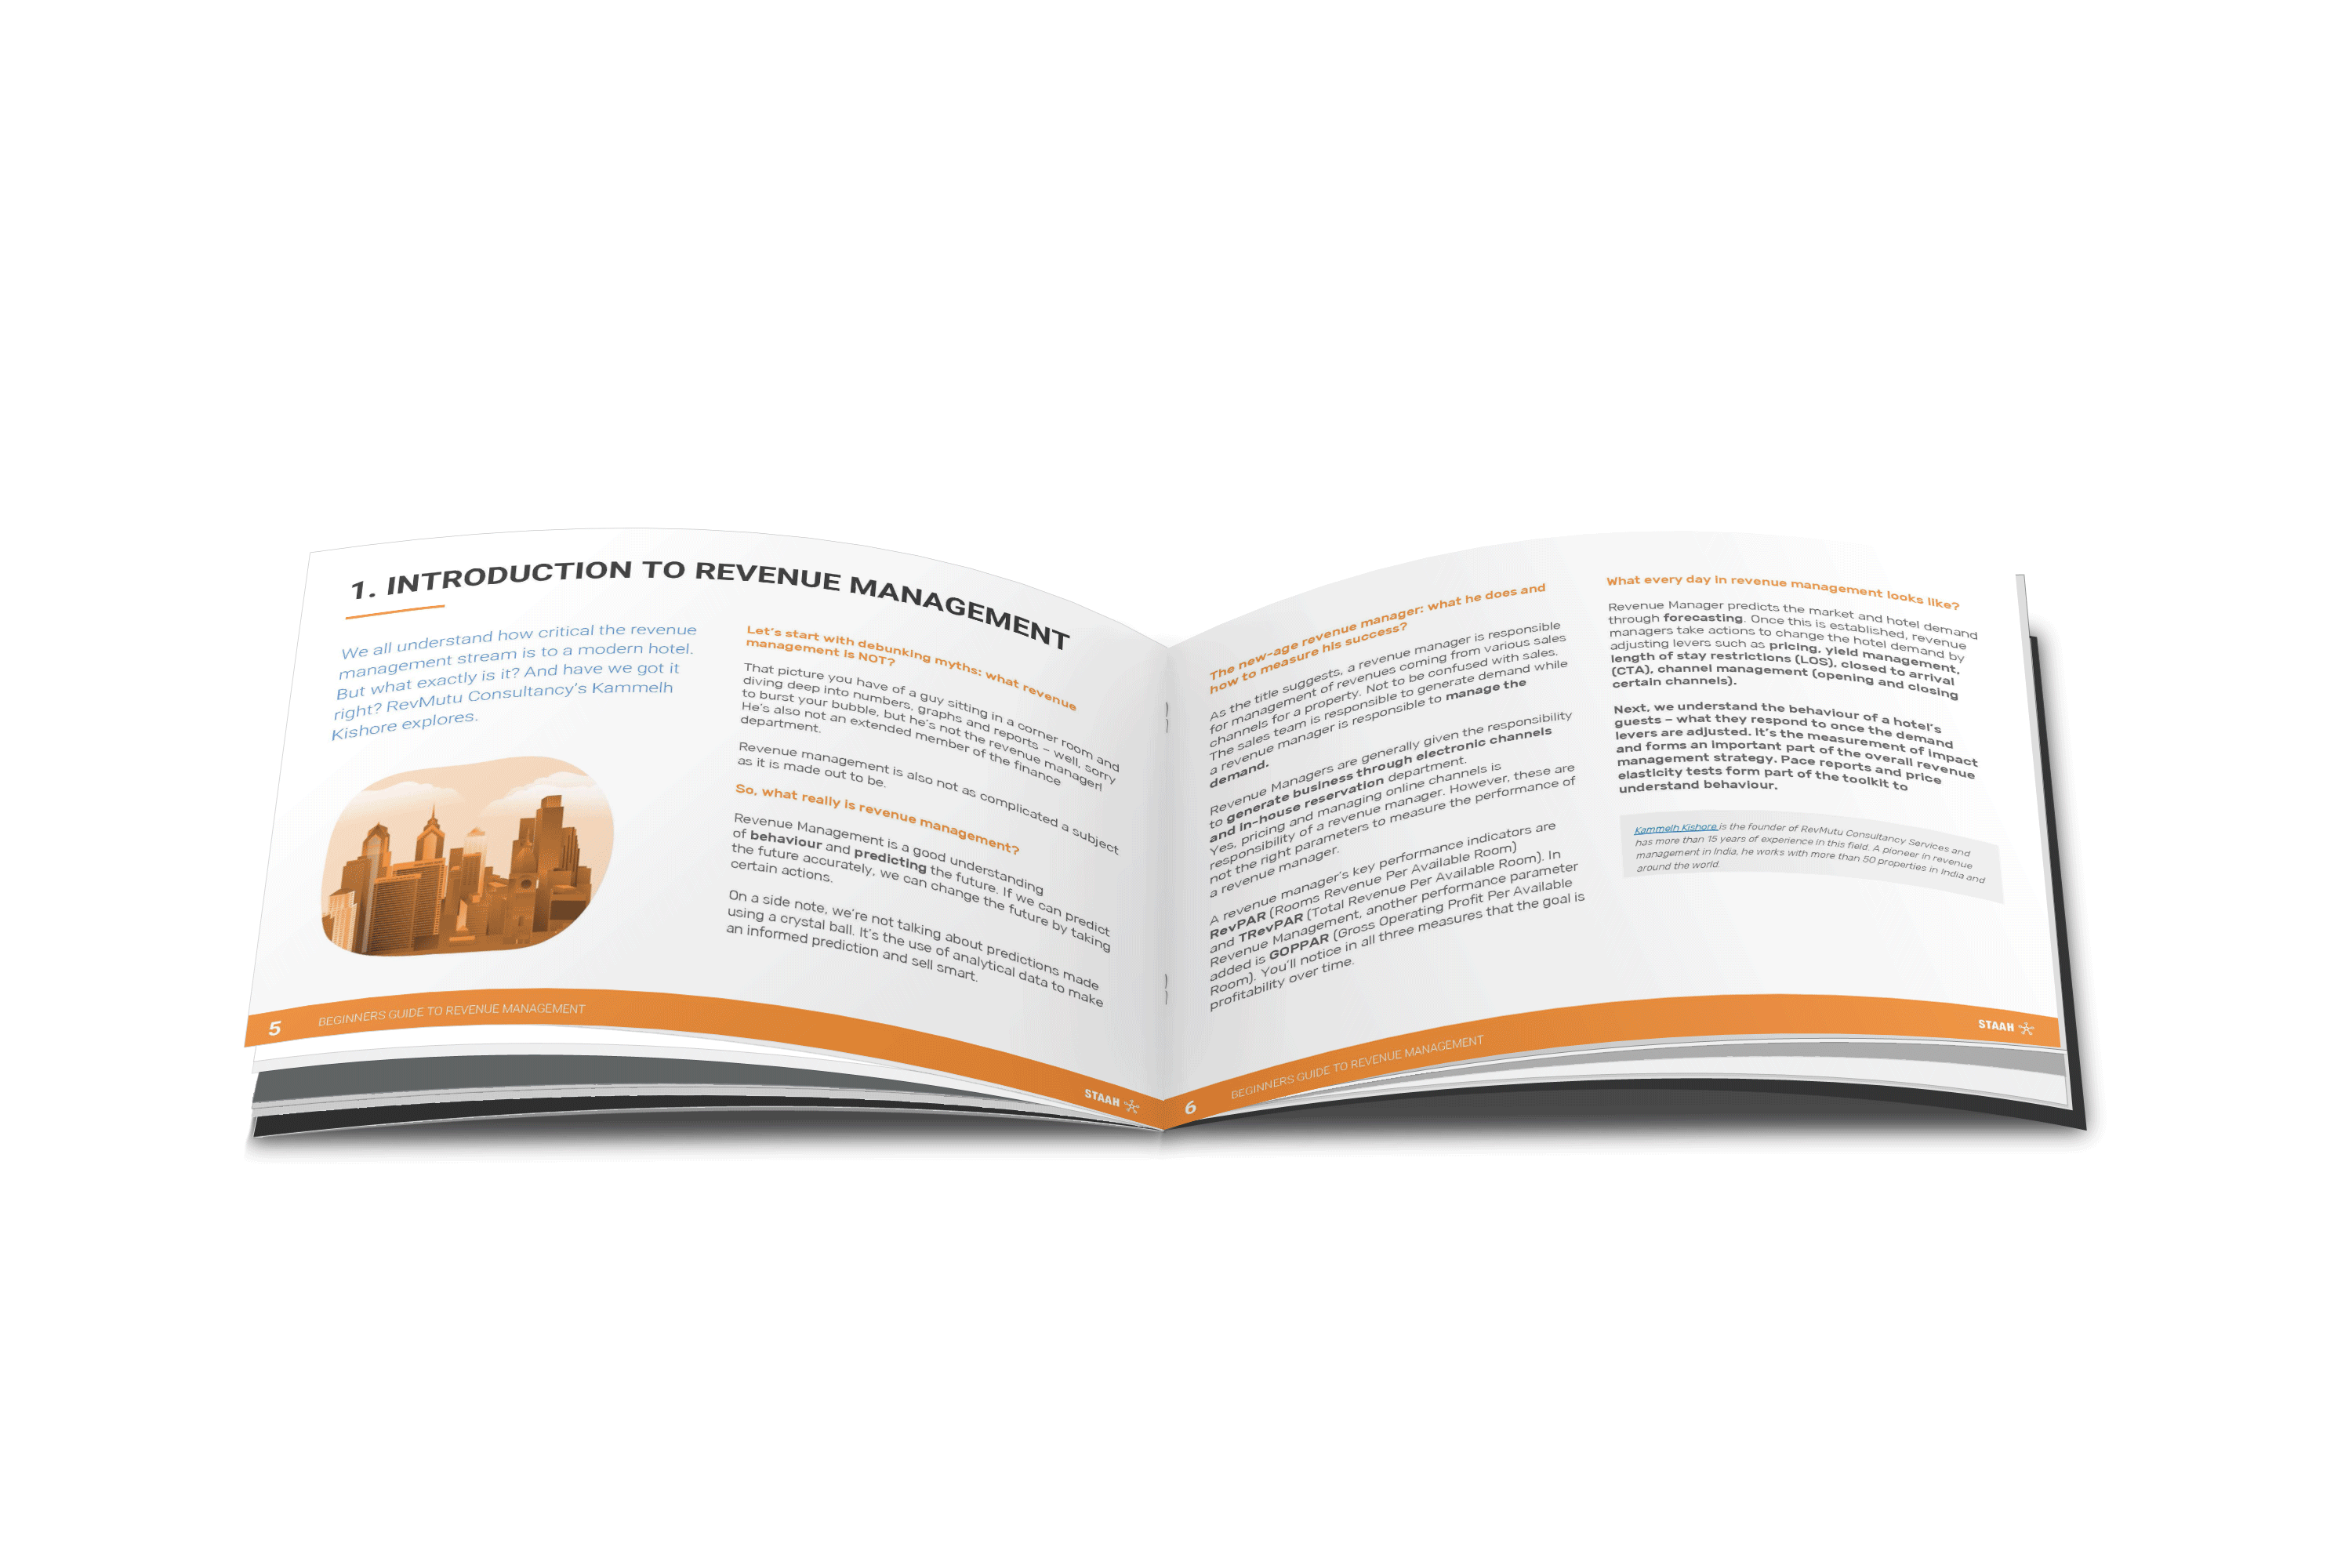 1. INTRODUCTION TO REVENUE MANAGEMENT
We all understand how critical the revenue
management stream is to a modern hotel.
But what exactly is it? And have we got it
right? RevMutu Consultancy's Kammelh
Kishore explores.
Let's start with debunking myths: what revenue
management is NOT?
That picture you have of a guy sitting in a corner room and
diving deep into numbers, graphs and reports – well, sorry
to burst your bubble, but he's not the revenue manager!
He's also not an extended member of the finance
department.
Revenue management is also not as complicated a subject
as it is made out to be.
So, what really is revenue management?
Revenue Management is a good understanding
of behaviour and predicting the future. If we can predict
the future accurately, we can change the future by taking
certain actions.
On a side note, we're not talking about predictions made
using a crystal ball. It's the use of analytical data to make
an informed prediction and sell smart.
5 BEGINNERS GUIDE TO REVENUE MANAGEMENT
STAAH
The new-age revenue manager: what he does and
how to measure his success?
As the title suggests, a revenue manager is responsible
for management of revenues coming from various sales
channels for a property. Not to be confused with sales.
The sales team is responsible to generate demand while
a revenue manager is responsible to manage the
demand.
Revenue Managers are generally given the responsibility
to generate business through electronic channels
and in-house reservation department.
Yes, pricing and managing online channels is
responsibility of a revenue manager. However, these are
not the right parameters to measure the performance of
a revenue manager.
A revenue manager's key performance indicators are
RevPAR (Rooms Revenue Per Available Room)
and TRevPAR (Total Revenue Per Available Room). In
Revenue Management, another performance parameter
added is GOPPAR (Gross Operating Profit Per Available
Room). You'll notice in all three measures that the goal is
profitability over time.
What every day in revenue management looks like?
Revenue Manager predicts the market and hotel demand
through forecasting. Once this is established, revenue
managers take actions to change the hotel demand by
adjusting levers such as pricing, yield management,
length of stay restrictions (LOS), closed to arrival
(CTA), channel management (opening and closing
certain channels).
Next, we understand the behaviour of a hotel's
guests – what they respond to once the demand
levers are adjusted. It's the measurement of impact
and forms an important part of the overall revenue
management strategy. Pace reports and price
elasticity tests form part of the toolkit to
understand behaviour.
Kammelh Kishore is the founder of RevMutu Consultancy Services and
has more than 15 years of experience in this field. A pioneer in revenue
management in India, he works with more than 50 properties in India and
around the world.
6 BEGINNERS GUIDE TO REVENUE MANAGEMENT
STAAH